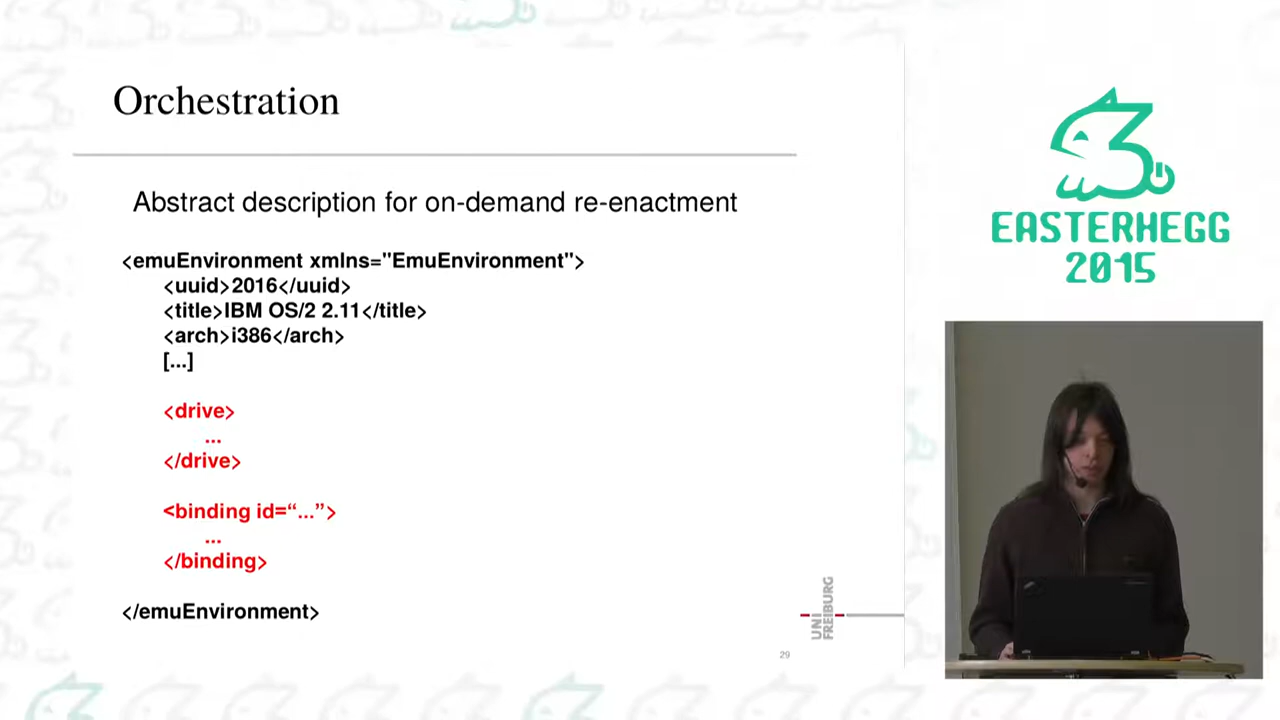 Orchestration
Abstract description for on-demand re-enactment
<emuEnvironment xmlns="EmuEnvironment">
<uuid>2016</uuid>
<title>IBM OS/2 2.11</title>
<arch>i386</arch>
[...]
<drive>
...
</drive>
<binding id=“...”>
...
</binding>
</emuEnvironment>
UNI
FREIBURG
29
EASTERHEGG
2015